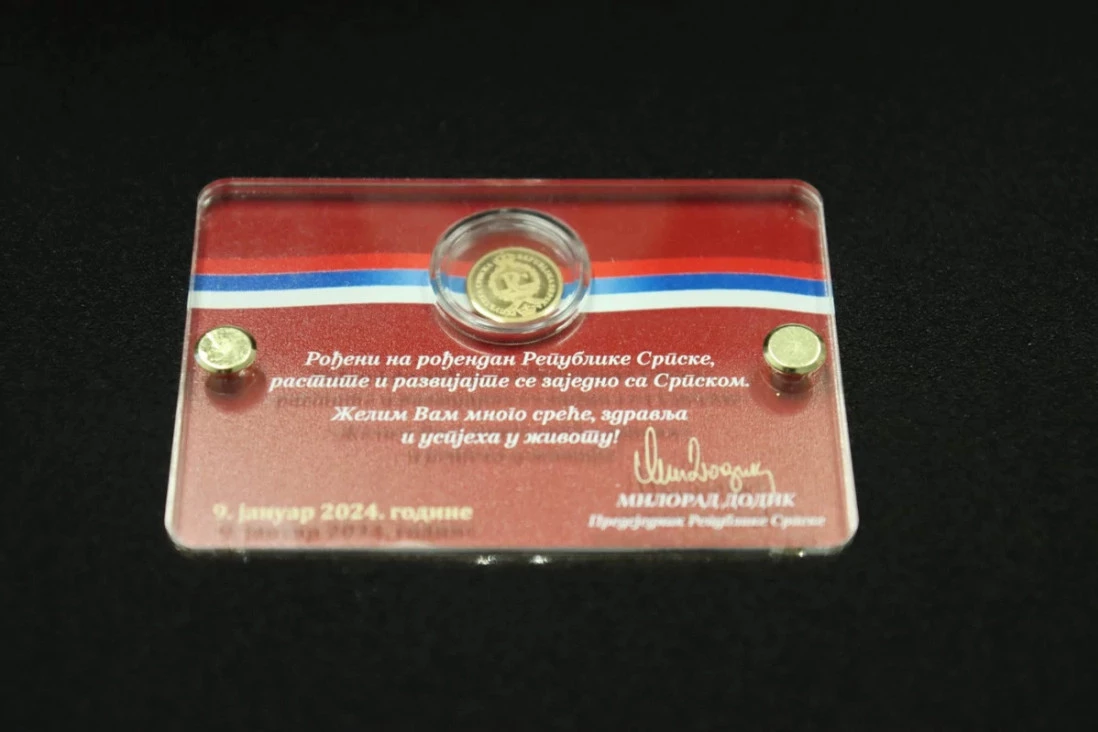 Рођени на рођендан Републике Српске,
растите и развијајте се заједно са Српском.
Желим Вам много среће, здравља
и успјеха у животу!
МИЛОРАД ДОДИК
Предсједник Републике Српске
9. јануар 2024. године